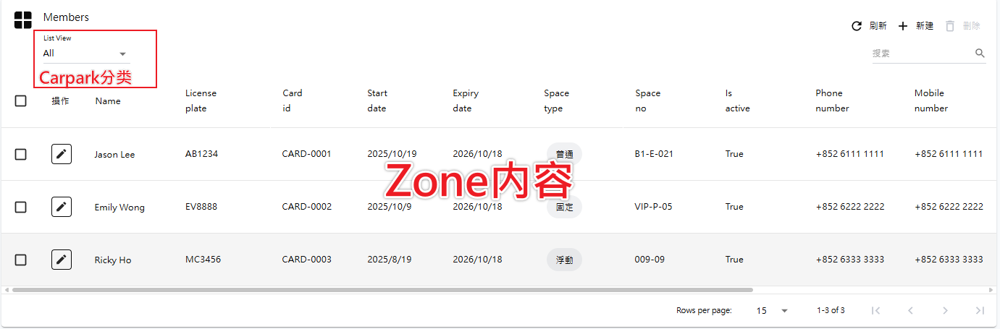 Members
List View
刷新 新建 刪除
All
搜索
Carpark分类
操作 Name License plate Card id Start date Expiry date Space type Space no Is active Phone number Mobile number
Jason Lee AB1234 CARD-0001 2025/10/19 2026/10/18 普通 B1-E-021 True +852 6111 1111 +852 6111 1111
Zone内容
Emily Wong EV8888 CARD-0002 2025/10/9 2026/10/18 固定 VIP-P-05 True +852 6222 2222 +852 6222 2222
Ricky Ho MC3456 CARD-0003 2025/8/19 2026/10/18 浮動 009-09 True +852 6333 3333 +852 6333 3333
Rows per page: 15 1-3 of 3